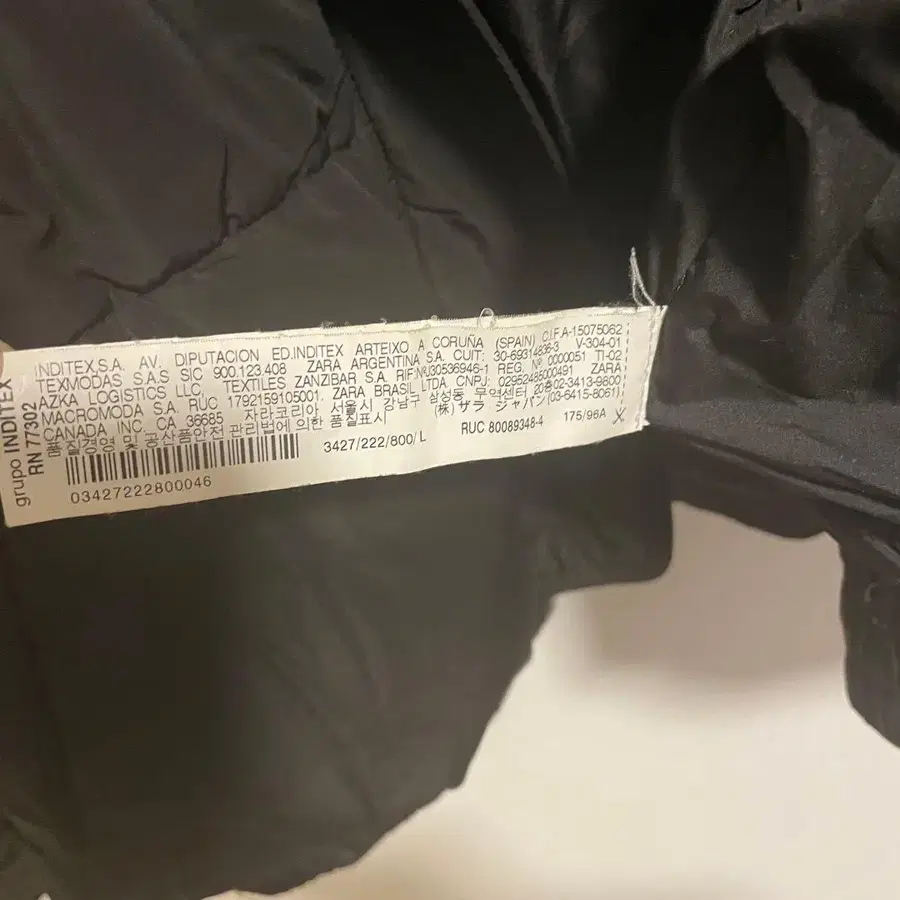 grupo INDITEX
RN 77302
INDITEX,S.A. AV. DIPUTACION ED.INDITEX ARTEIXO A CORUÑA (SPAIN) C.I.F.A-15075062
TEXMODAS S.A.S SIC 900.123.408 ZARA ARGENTINA S.A. CUIT: 30-69314836-3 V-304-01
AZKA LOGISTICS LLC, TEXTILES ZANZIBAR S.A. RIF:Nº J30536946-1 REG. Nº 0000051 TI-02
MACROMODA S.A. RUC 1792159105001. ZARA BRASIL LTDA. CNPJ: 02952485000491 ZARA
CANADA INC. CA 36685 자라코리아 서울시 강남구 삼성동 무역센터 20층 02-3413-9800
품질경영 및 공산품안전 관리법에 의한 품질표시 (株) ザラ ジャパン (03-6415-8061)
03427222800046
3427/222/800/L
RUC 80089348-4
175/96A